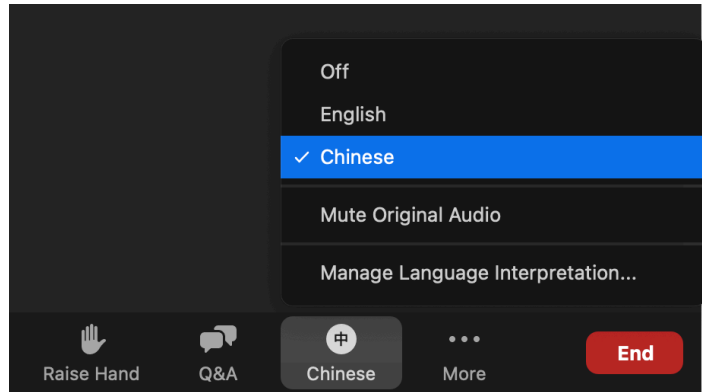 Off
English
Chinese
Mute Original Audio
Manage Language Interpretation...
中
Raise Hand
Q&A
Chinese
More
End